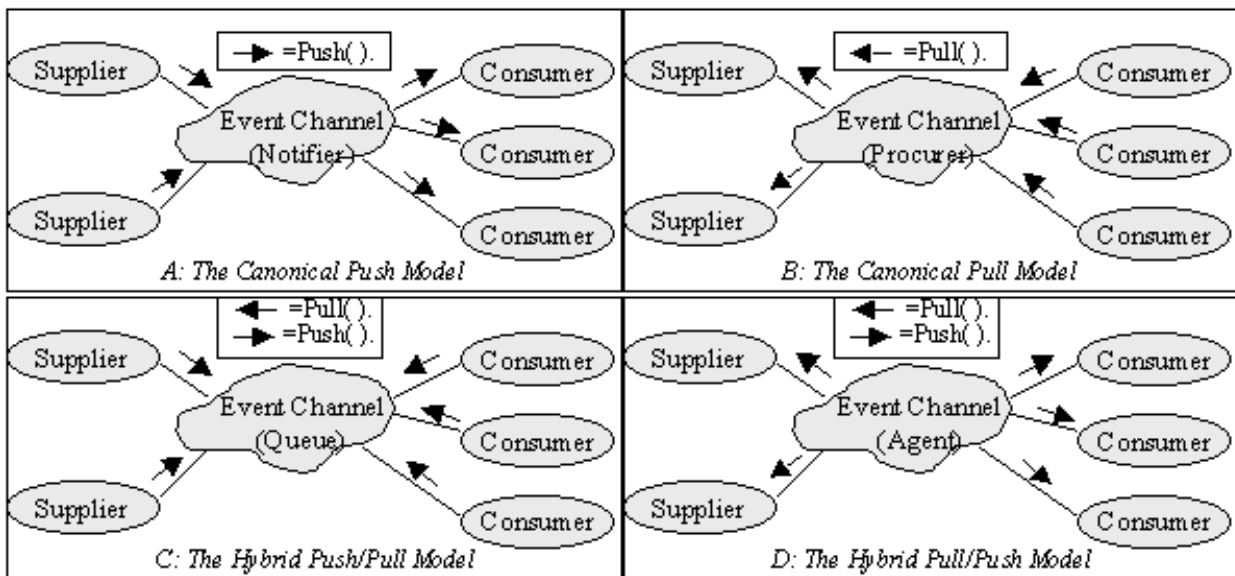 =Push( ).
Supplier
Consumer
Event Channel
(Notifier)
Consumer
Supplier
Consumer
A: The Canonical Push Model
=Pull( ).
Supplier
Consumer
Event Channel
(Procurer)
Consumer
Supplier
Consumer
B: The Canonical Pull Model
=Pull( ).
=Push( ).
Supplier
Consumer
Event Channel
(Queue)
Consumer
Supplier
Consumer
C: The Hybrid Push/Pull Model
=Pull( ).
=Push( ).
Supplier
Consumer
Event Channel
(Agent)
Consumer
Supplier
Consumer
D: The Hybrid Pull/Push Model